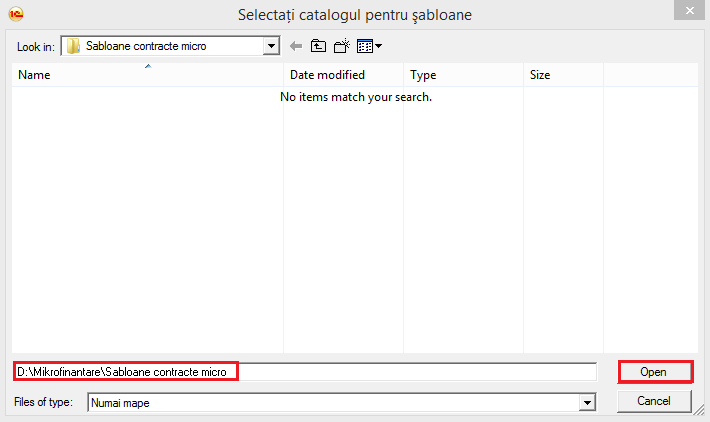 Selectați catalogul pentru şabloane
Look in: Sabloane contracte micro
Name Date modified Type Size
No items match your search.
D:\Mikrofinantare\Sabloane contracte micro Open
Files of type: Numai mape Cancel